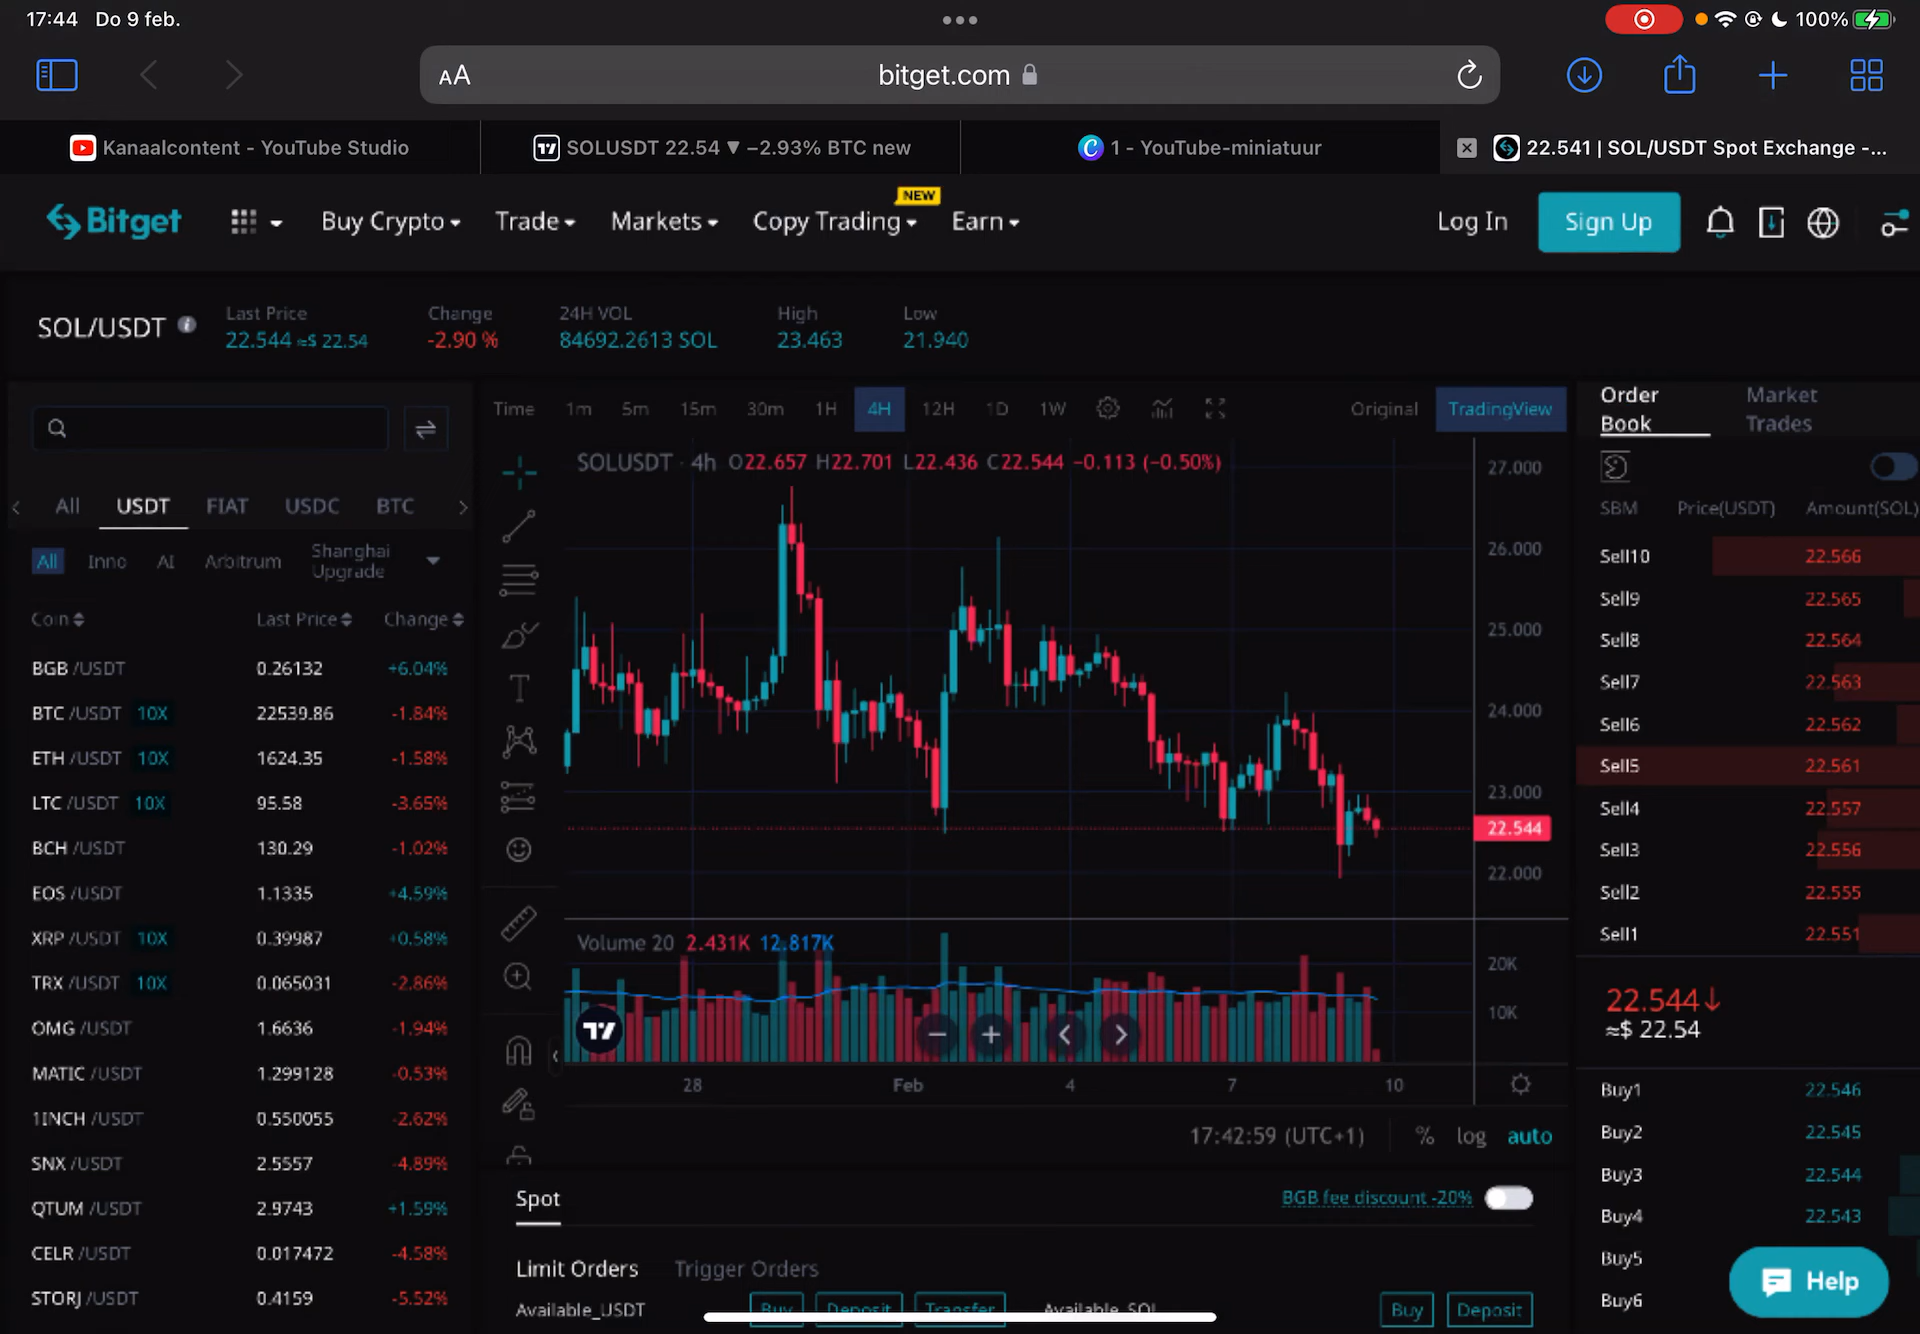 17:44 Do 9 feb.
100%
AA
bitget.com
Kanaalcontent - YouTube Studio
SOLUSDT 22.54 ▼ −2.93% BTC new
1 - YouTube-miniatuur
22.541 | SOL/USDT Spot Exchange -...
Bitget
Buy Crypto
Trade
Markets
Copy Trading
NEW
Earn
Log In
Sign Up
SOL/USDT
Last Price
22.544 ≈$ 22.54
Change
-2.90 %
24H VOL
84692.2613 SOL
High
23.463
Low
21.940
All USDT FIAT USDC BTC
All Inno AI Arbitrum Shanghai Upgrade
Coin Last Price Change
BGB /USDT 0.26132 +6.04%
BTC /USDT 10X 22539.86 -1.84%
ETH /USDT 10X 1624.35 -1.58%
LTC /USDT 10X 95.58 -3.65%
BCH /USDT 130.29 -1.02%
EOS /USDT 1.1335 +4.59%
XRP /USDT 10X 0.39987 +0.58%
TRX /USDT 10X 0.065031 -2.86%
OMG /USDT 1.6636 -1.94%
MATIC /USDT 1.299128 -0.53%
1INCH /USDT 0.550055 -2.62%
SNX /USDT 2.5557 -4.89%
QTUM /USDT 2.9743 +1.59%
CELR /USDT 0.017472 -4.58%
STORJ /USDT 0.4159 -5.52%
Time 1m 5m 15m 30m 1H 4H 12H 1D 1W Original TradingView
SOLUSDT · 4h O22.657 H22.701 L22.436 C22.544 −0.113 (−0.50%)
27.000
26.000
25.000
24.000
23.000
22.544
22.000
Volume 20 2.431K 12.817K
20K
10K
28 Feb 4 7 10
17:42:59 (UTC+1) % log auto
Spot
BGB fee discount -20%
Limit Orders Trigger Orders
Available_USDT Buy Deposit Transfer Available_SOL Buy Deposit
Order Book
Market Trades
SBM Price(USDT) Amount(SOL)
Sell10 22.566
Sell9 22.565
Sell8 22.564
Sell7 22.563
Sell6 22.562
Sell5 22.561
Sell4 22.557
Sell3 22.556
Sell2 22.555
Sell1 22.551
22.544↓
≈$ 22.54
Buy1 22.546
Buy2 22.545
Buy3 22.544
Buy4 22.543
Buy5
Buy6
Help